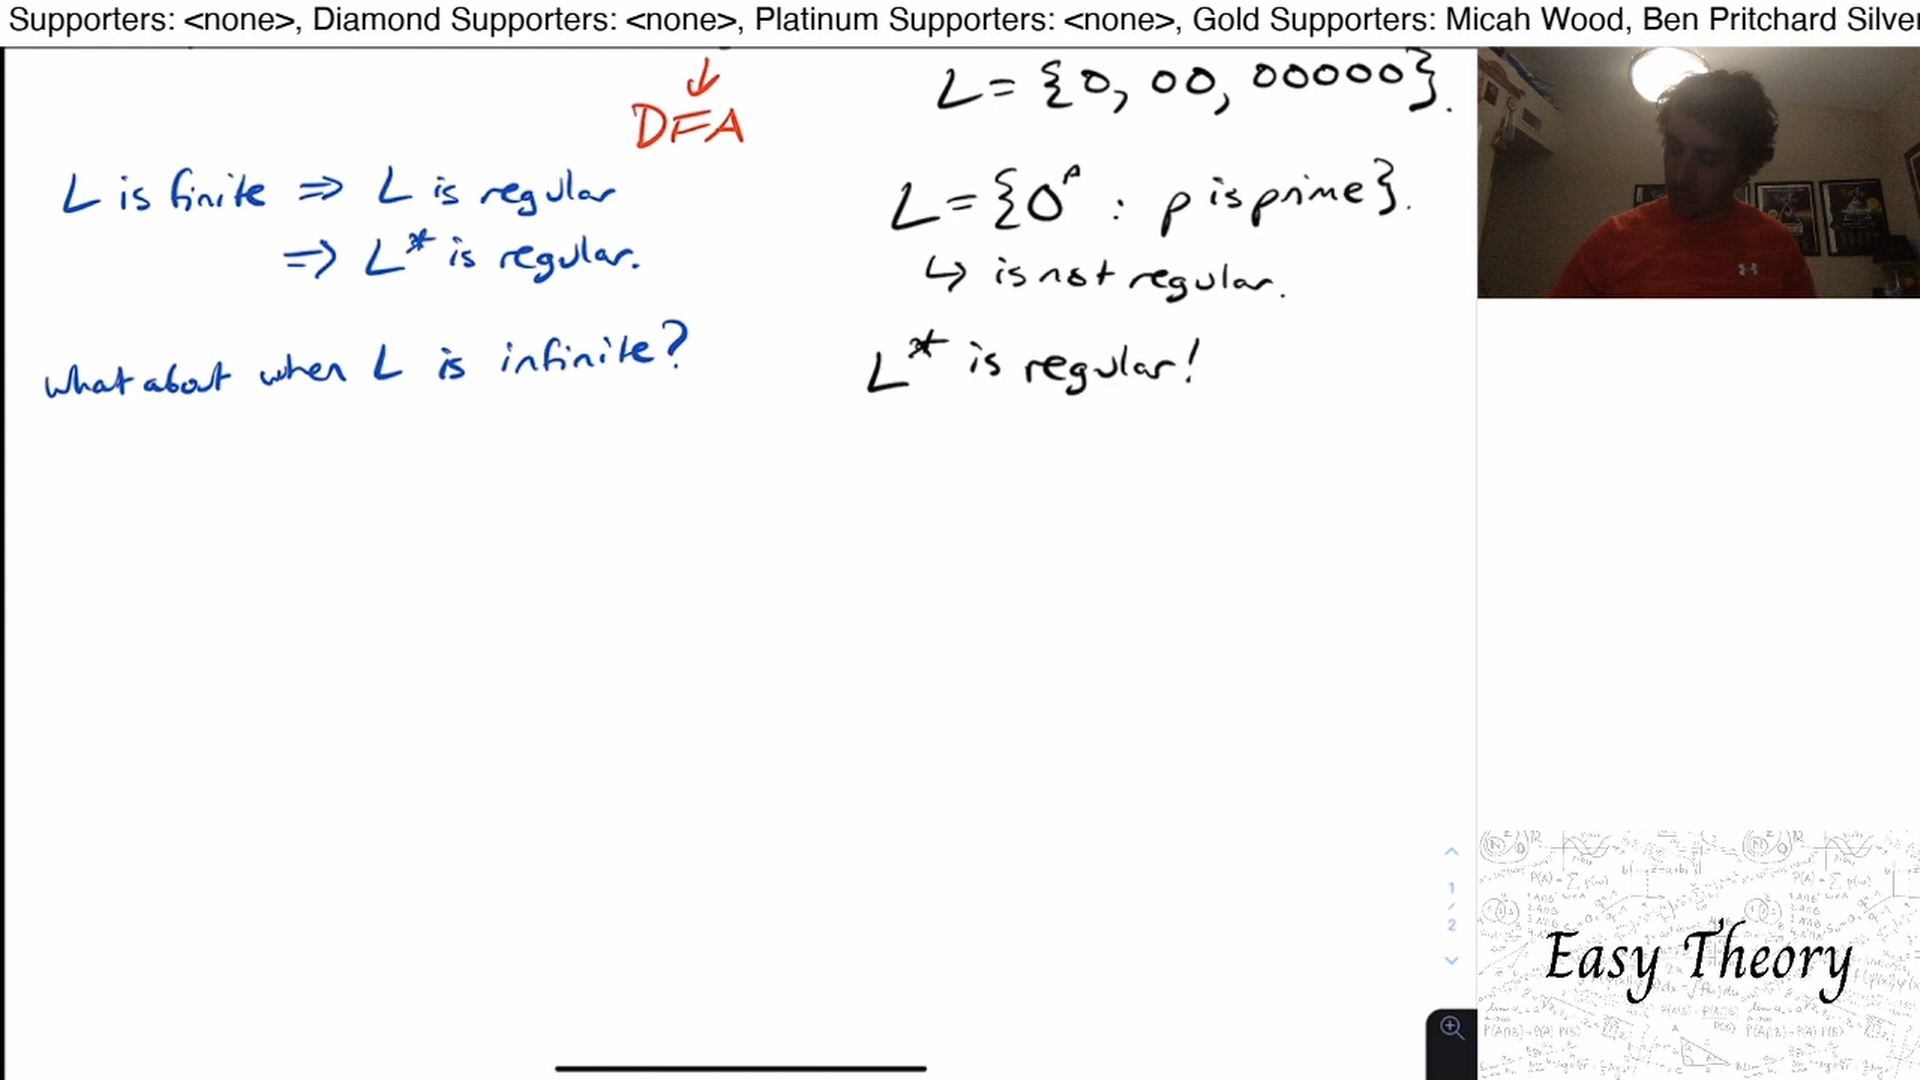 Supporters: <none>, Diamond Supporters: <none>, Platinum Supporters: <none>, Gold Supporters: Micah Wood, Ben Pritchard Silver
↓
DFA
L is finite ⇒ L is regular
⇒ L* is regular.
What about when L is infinite?
L = {0, 00, 00000}.
L = {0^p : p is prime}.
↳ is not regular.
L* is regular!
1
/
2
Easy Theory